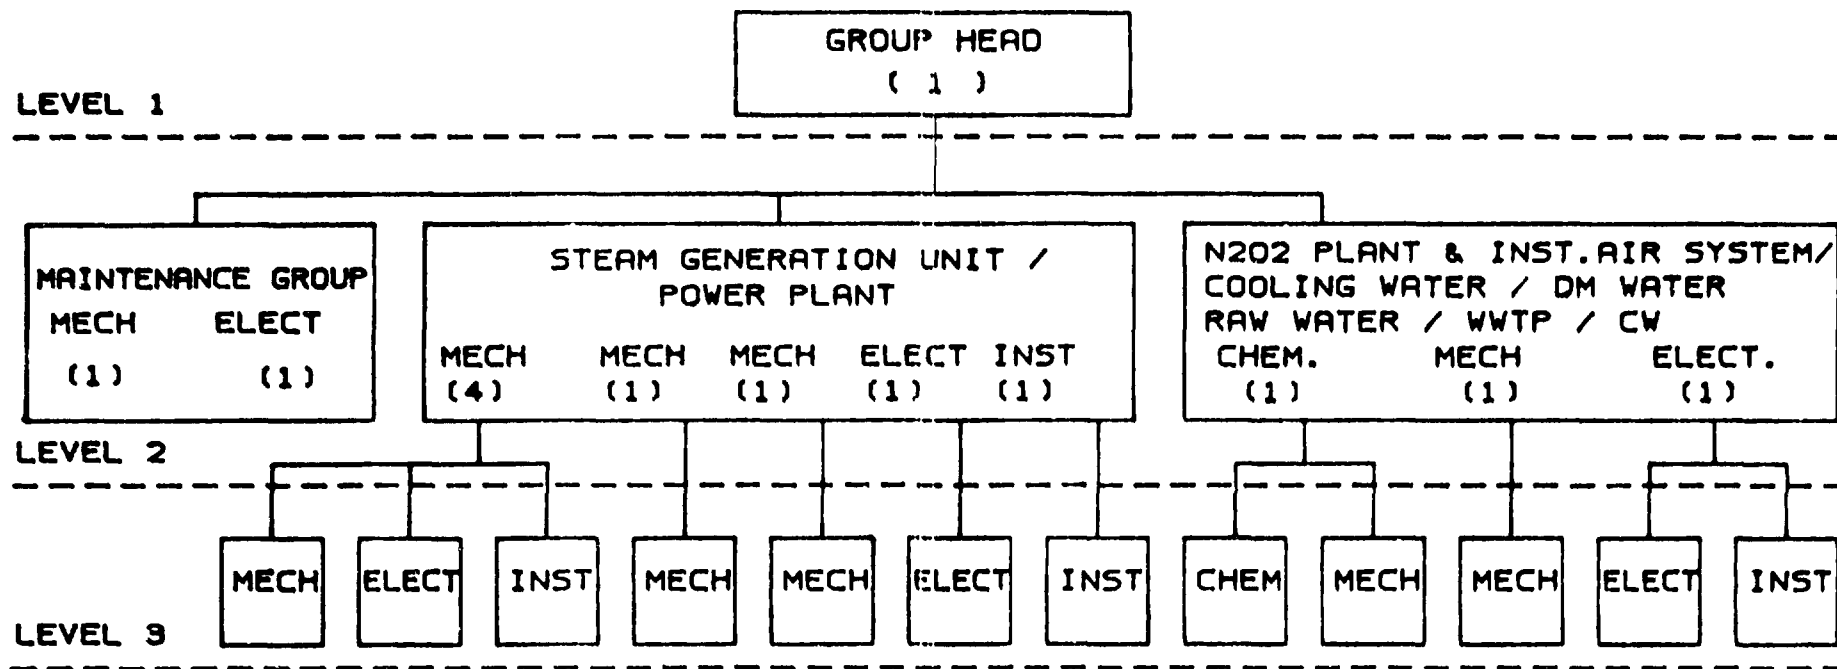 GROUP HEAD
( 1 )
LEVEL 1
MAINTENANCE GROUP
MECH ELECT
(1) (1)
STEAM GENERATION UNIT /
POWER PLANT
MECH MECH MECH ELECT INST
(4) (1) (1) (1) (1)
N2O2 PLANT & INST.AIR SYSTEM/
COOLING WATER / DM WATER
RAW WATER / WWTP / CW
CHEM. MECH ELECT.
(1) (1) (1)
LEVEL 2
MECH ELECT INST MECH MECH ELECT INST CHEM MECH MECH ELECT INST
LEVEL 3